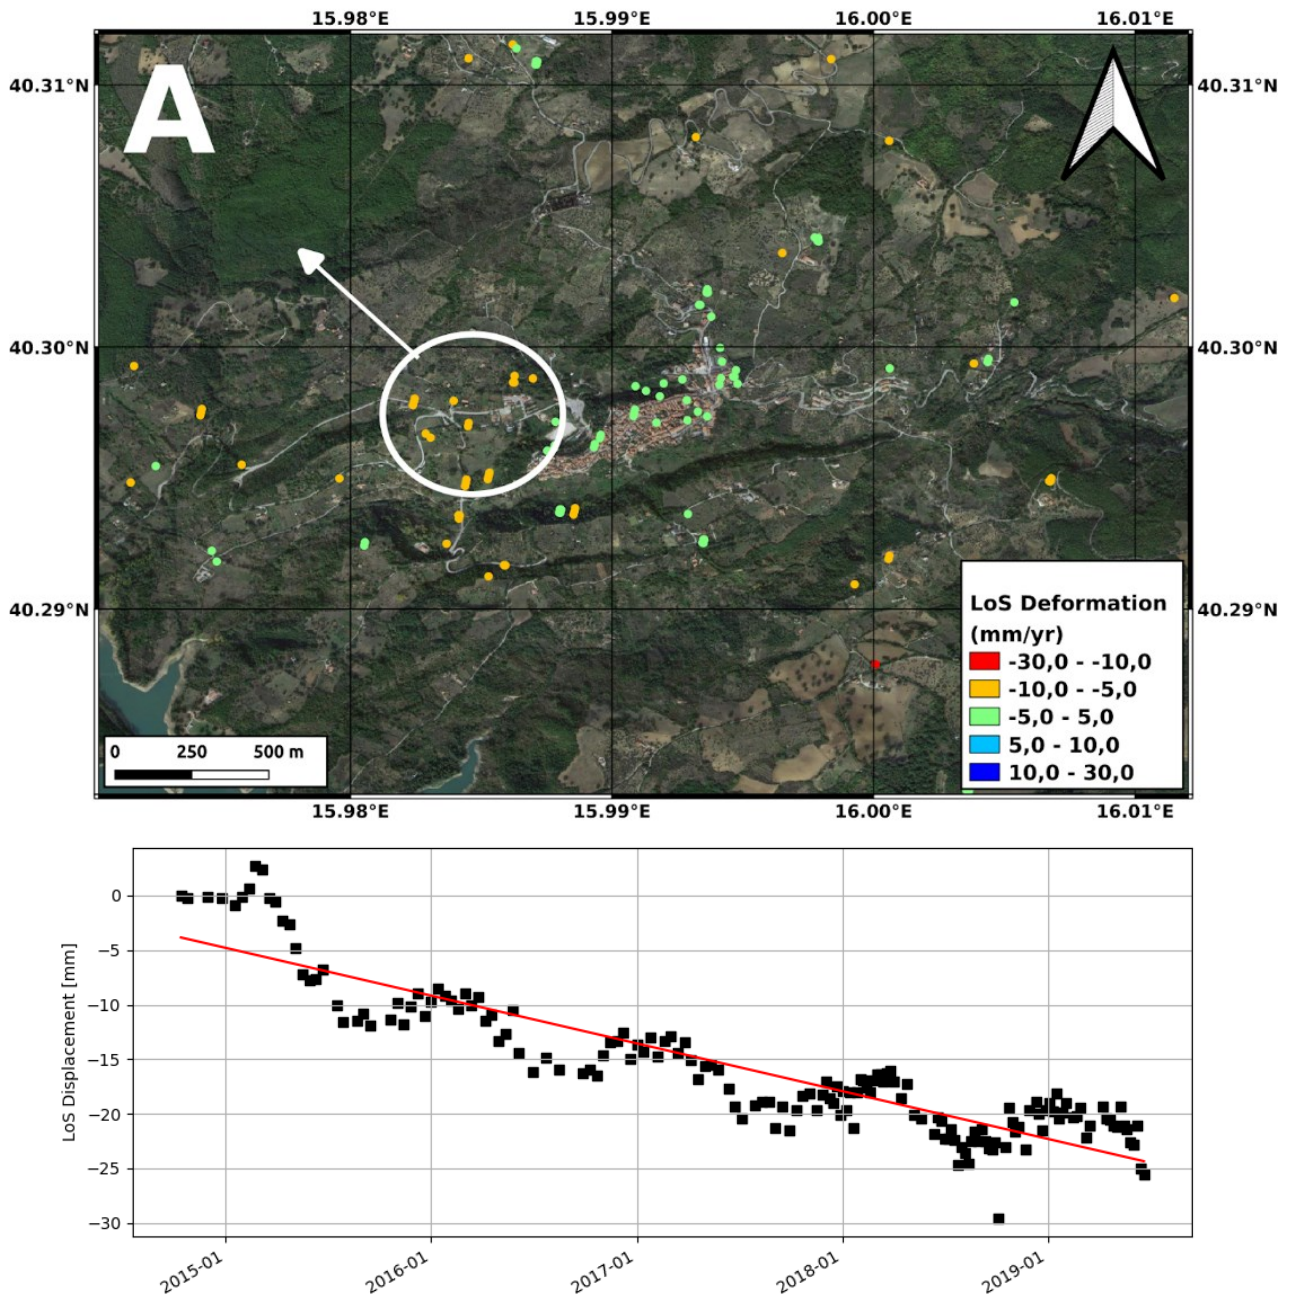 15.98°E 15.99°E 16.00°E 16.01°E
A
40.31°N 40.31°N
40.30°N 40.30°N
40.29°N 40.29°N
LoS Deformation
(mm/yr)
-30,0 - -10,0
-10,0 - -5,0
-5,0 - 5,0
5,0 - 10,0
10,0 - 30,0
0 250 500 m
15.98°E 15.99°E 16.00°E 16.01°E
LoS Displacement [mm]
0
−5
−10
−15
−20
−25
−30
2015-01 2016-01 2017-01 2018-01 2019-01